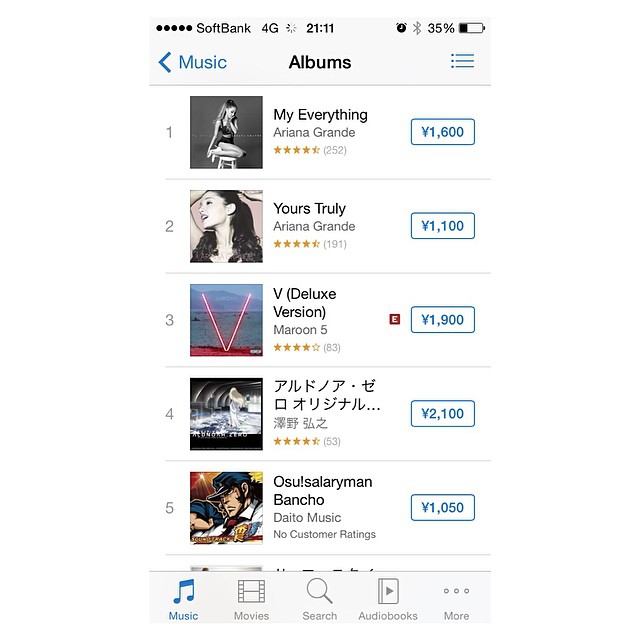 SoftBank 4G 21:11 35%
Music Albums
1 My Everything ¥1,600
Ariana Grande
(252)
2 Yours Truly ¥1,100
Ariana Grande
(191)
V (Deluxe
3 Version) E ¥1,900
Maroon 5
(83)
アルドノア・ゼ
4 ロ オリジナル... ¥2,100
澤野 弘之
(53)
ALDNOAH ZERO
Osu!salaryman
5 Bancho ¥1,050
Daito Music
No Customer Ratings
SOUNDTRACK
Music Movies Search Audiobooks More